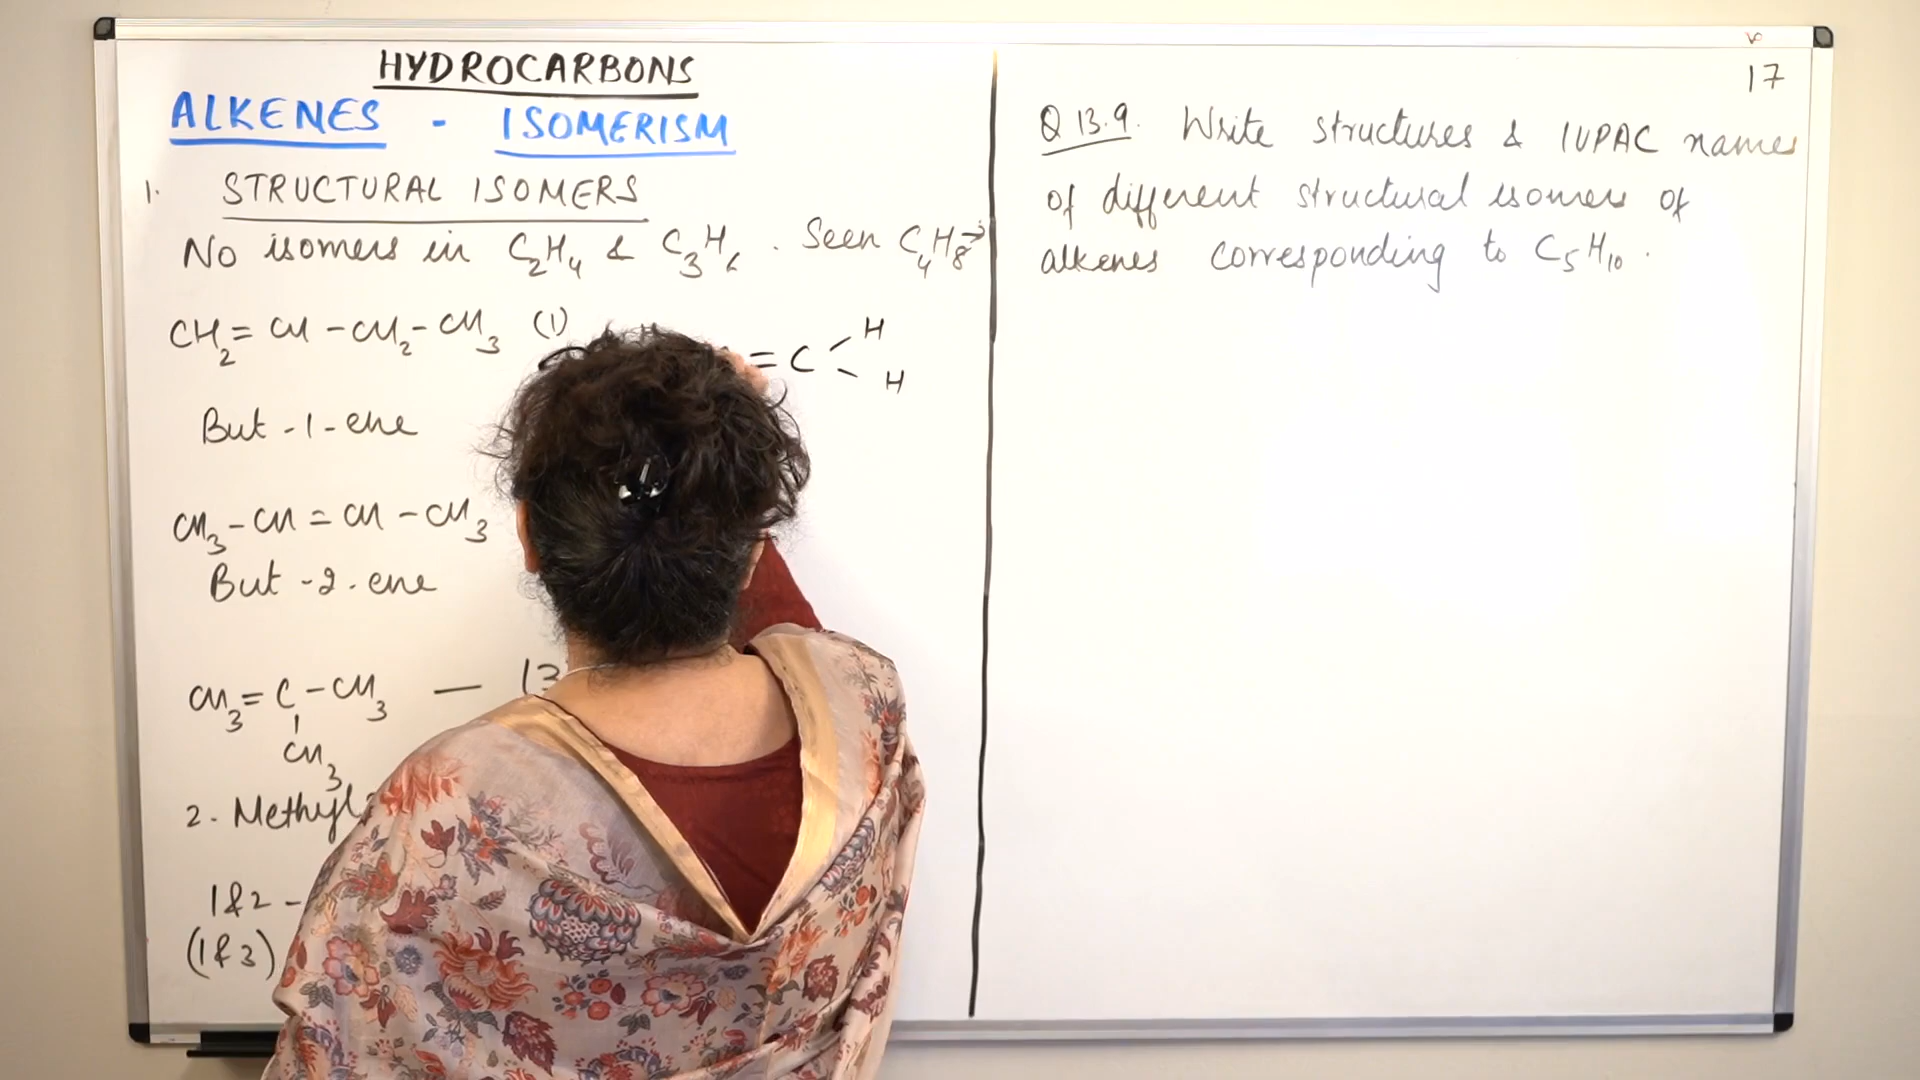 HYDROCARBONS
ALKENES - ISOMERISM
1. STRUCTURAL ISOMERS
No isomers in C₂H₄ & C₃H₆. Seen C₄H₈→
CH₂ = CH - CH₂ - CH₃ (1)
= C H
H
But-1-ene
CH₃ - CH = CH - CH₃
But-2-ene
CH₃ = C - CH₃ — (3
CH₃
2. Methyl
1&2 -
(1&3)
17
Q 13.9. Write structures & IUPAC names
of different structural isomers of
alkenes corresponding to C₅H₁₀.